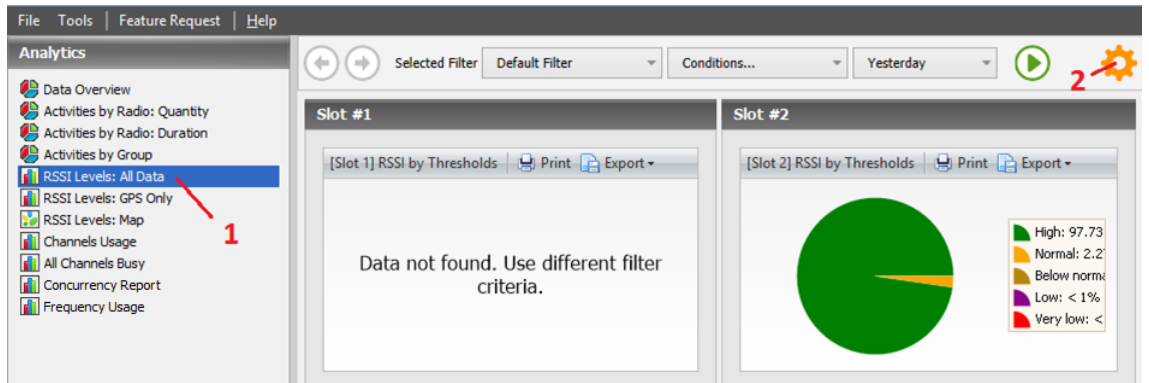 File Tools Feature Request Help
Analytics
Data Overview
Activities by Radio: Quantity
Activities by Radio: Duration
Activities by Group
RSSI Levels: All Data
RSSI Levels: GPS Only
RSSI Levels: Map
Channels Usage
All Channels Busy
Concurrency Report
Frequency Usage
1
Selected Filter Default Filter Conditions... Yesterday
2
Slot #1
[Slot 1] RSSI by Thresholds Print Export
Data not found. Use different filter
criteria.
Slot #2
[Slot 2] RSSI by Thresholds Print Export
High: 97.73
Normal: 2.2
Below norma
Low: < 1%
Very low: <